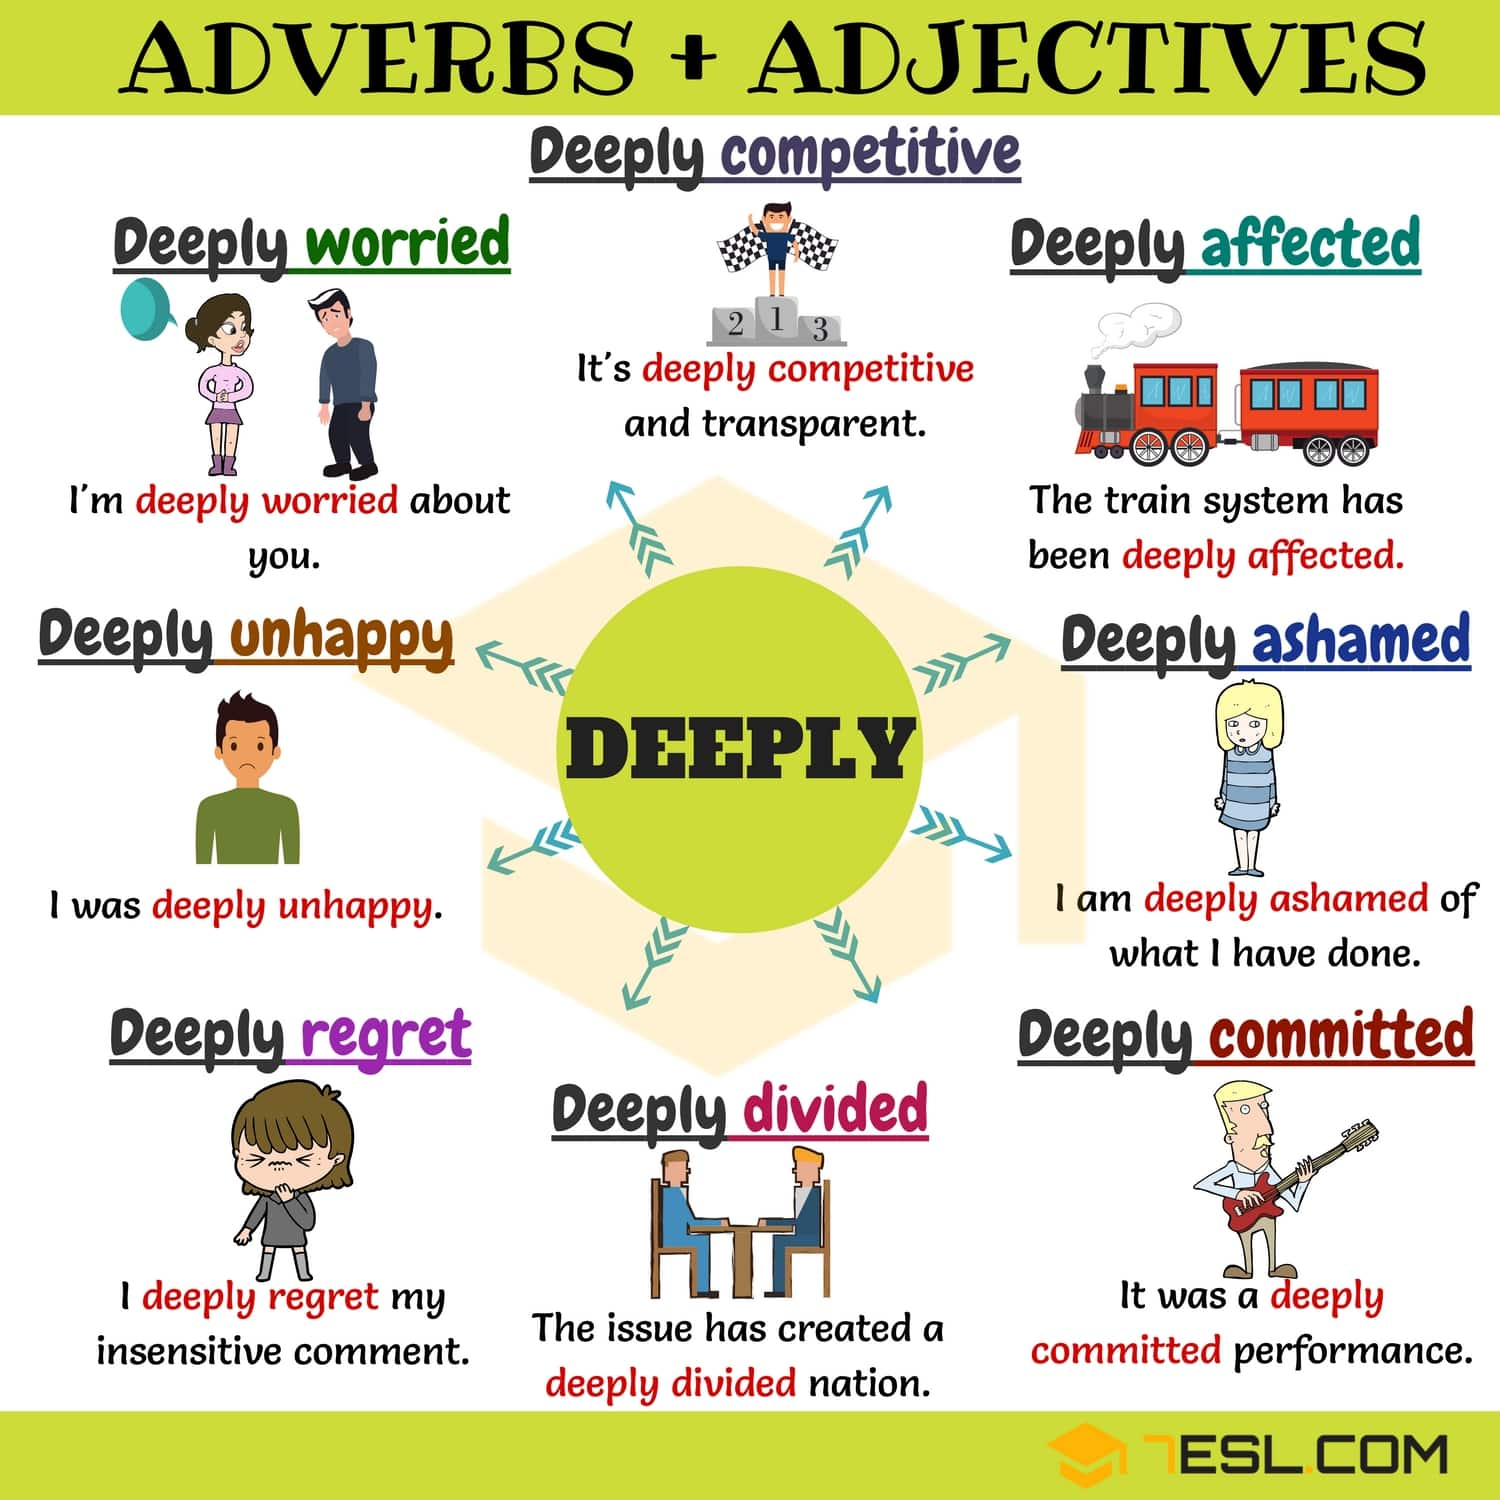 ADVERBS + ADJECTIVES
Deeply competitive
2 1 3
It's deeply competitive
and transparent.
Deeply worried
I'm deeply worried about
you.
Deeply affected
The train system has
been deeply affected.
Deeply unhappy
I was deeply unhappy.
DEEPLY
Deeply ashamed
I am deeply ashamed of
what I have done.
Deeply regret
I deeply regret my
insensitive comment.
Deeply divided
The issue has created a
deeply divided nation.
Deeply committed
It was a deeply
committed performance.
7ESL.COM